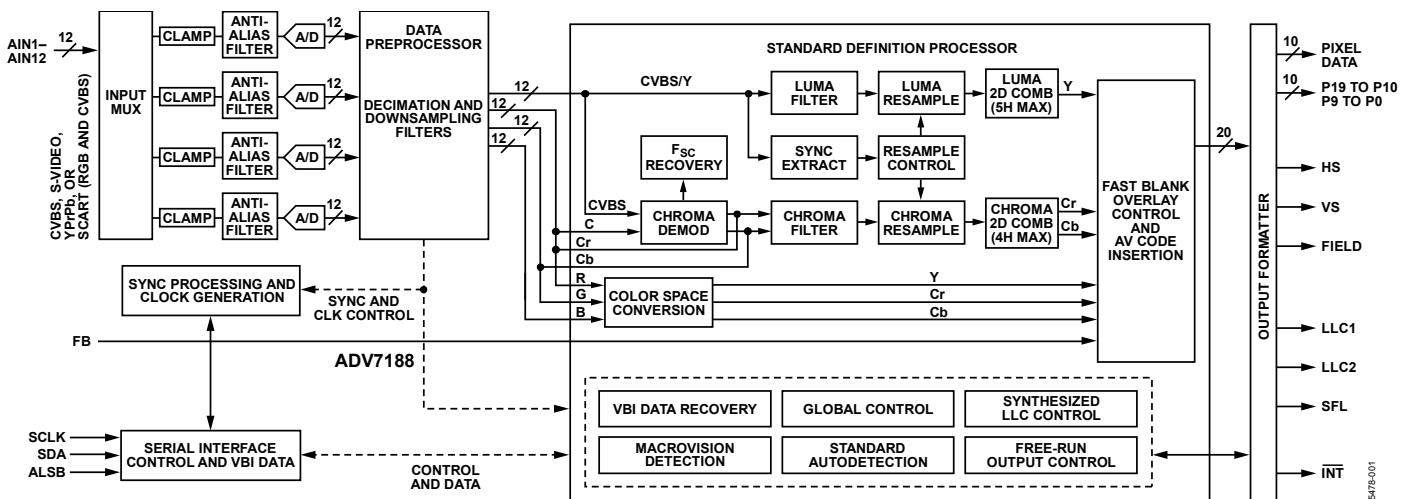 AIN1–
AIN12
12
CVBS, S-VIDEO,
YPrPb, OR
SCART (RGB AND CVBS)
INPUT
MUX
CLAMP
ANTI-
ALIAS
FILTER
A/D
12
CLAMP
ANTI-
ALIAS
FILTER
A/D
12
CLAMP
ANTI-
ALIAS
FILTER
A/D
12
CLAMP
ANTI-
ALIAS
FILTER
A/D
12
DATA
PREPROCESSOR
DECIMATION AND
DOWNSAMPLING
FILTERS
12
12
12
12
SYNC PROCESSING AND
CLOCK GENERATION
SYNC AND
CLK CONTROL
FB
ADV7188
SCLK
SDA
ALSB
SERIAL INTERFACE
CONTROL AND VBI DATA
CONTROL
AND DATA
STANDARD DEFINITION PROCESSOR
CVBS/Y
LUMA
FILTER
LUMA
RESAMPLE
LUMA
2D COMB
(5H MAX)
Y
FSC
RECOVERY
SYNC
EXTRACT
RESAMPLE
CONTROL
CVBS
C
Cr
Cb
CHROMA
DEMOD
CHROMA
FILTER
CHROMA
RESAMPLE
CHROMA
2D COMB
(4H MAX)
Cr
Cb
R
G
B
COLOR SPACE
CONVERSION
Y
Cr
Cb
FAST BLANK
OVERLAY
CONTROL
AND
AV CODE
INSERTION
VBI DATA RECOVERY
GLOBAL CONTROL
SYNTHESIZED
LLC CONTROL
MACROVISION
DETECTION
STANDARD
AUTODETECTION
FREE-RUN
OUTPUT CONTROL
20
OUTPUT FORMATTER
10
PIXEL
DATA
10
P19 TO P10
P9 TO P0
HS
VS
FIELD
LLC1
LLC2
SFL
INT
5478-001